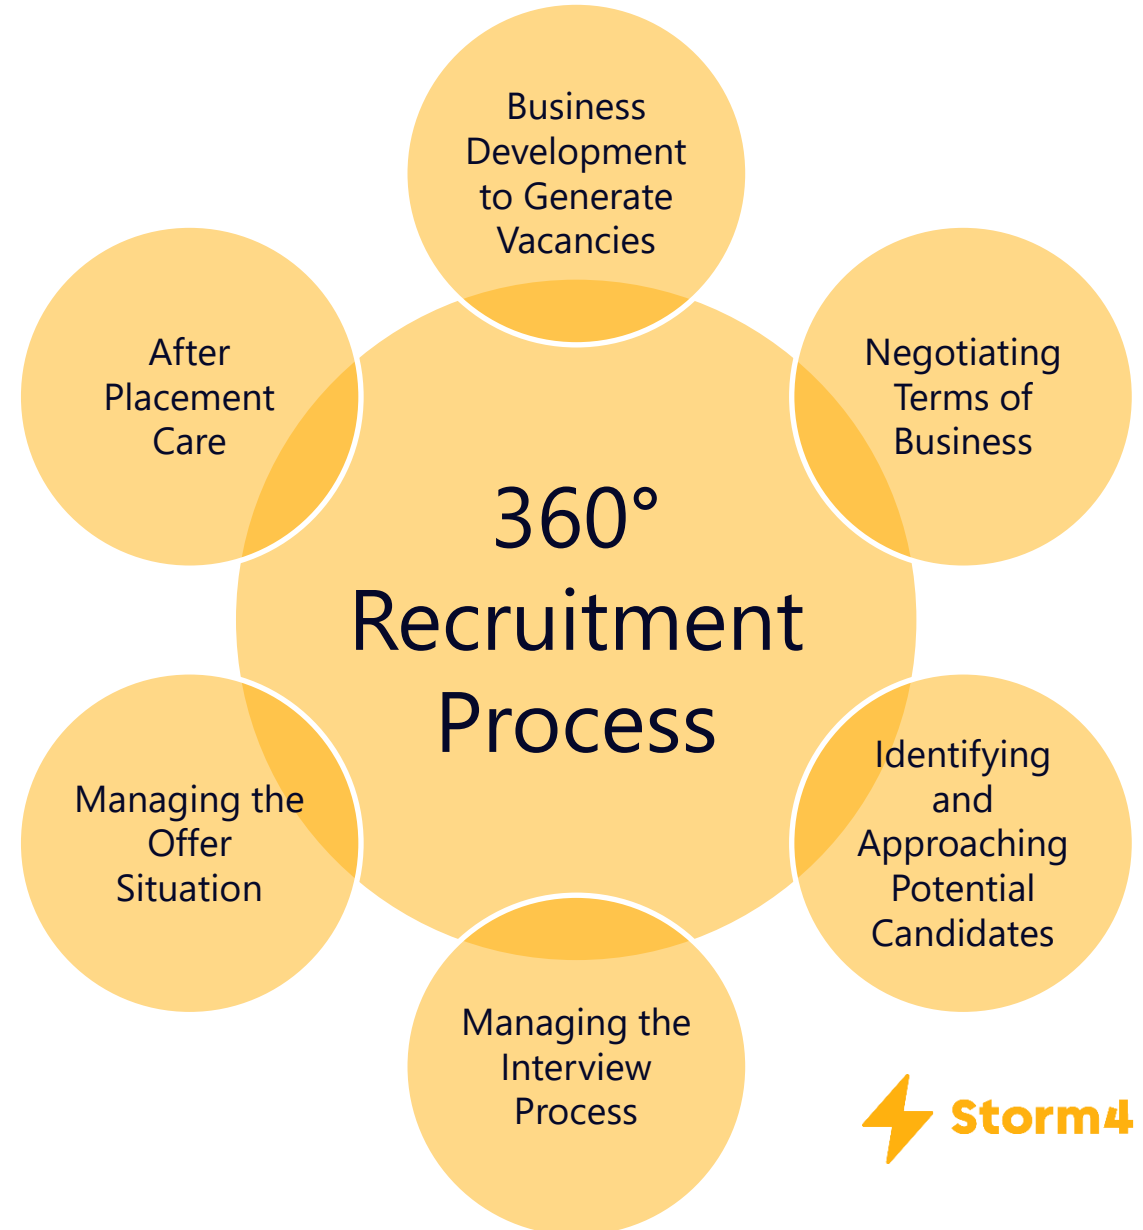 Business
Development
to Generate
Vacancies
Negotiating
Terms of
Business
Identifying
and
Approaching
Potential
Candidates
Managing the
Interview
Process
Managing the
Offer
Situation
After
Placement
Care
360°
Recruitment
Process
Storm4